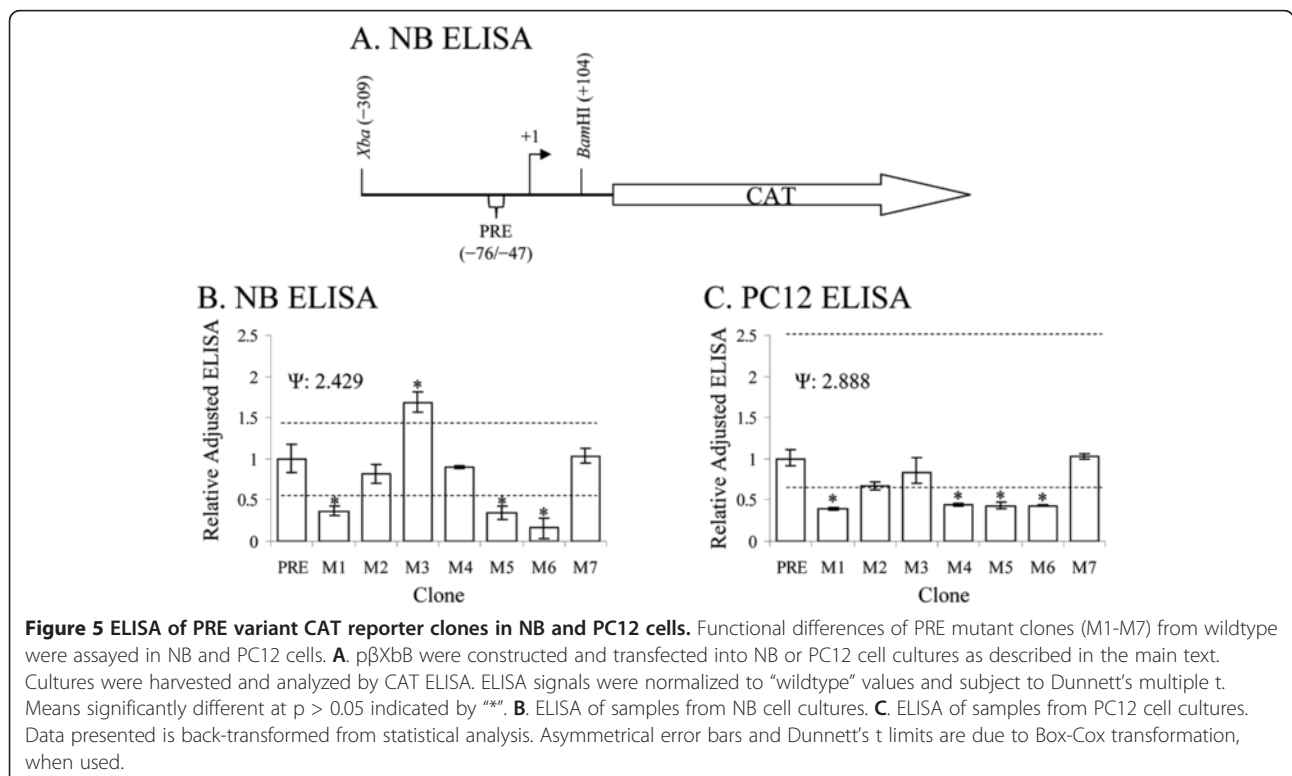 A. NB ELISA
Xba (−309)
+1
BamHI (+104)
CAT
PRE
(−76/−47)
B. NB ELISA
Relative Adjusted ELISA
2.5
2
1.5
1
0.5
0
Ψ: 2.429
*
*
*
*
PRE M1 M2 M3 M4 M5 M6 M7
Clone
C. PC12 ELISA
Relative Adjusted ELISA
2.5
2
1.5
1
0.5
0
Ψ: 2.888
*
*
*
*
PRE M1 M2 M3 M4 M5 M6 M7
Clone
Figure 5 ELISA of PRE variant CAT reporter clones in NB and PC12 cells. Functional differences of PRE mutant clones (M1-M7) from wildtype
were assayed in NB and PC12 cells. A. pβXbB were constructed and transfected into NB or PC12 cell cultures as described in the main text.
Cultures were harvested and analyzed by CAT ELISA. ELISA signals were normalized to “wildtype” values and subject to Dunnett’s multiple t.
Means significantly different at p > 0.05 indicated by “*”. B. ELISA of samples from NB cell cultures. C. ELISA of samples from PC12 cell cultures.
Data presented is back-transformed from statistical analysis. Asymmetrical error bars and Dunnett’s t limits are due to Box-Cox transformation,
when used.